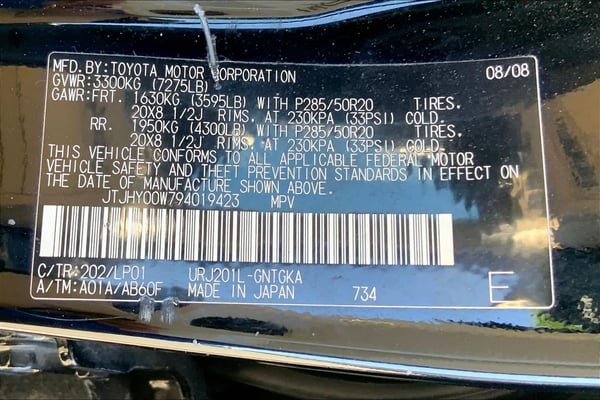 MFD.BY:TOYOTA MOTOR CORPORATION 08/08
GVWR:3300KG (7275LB)
GAWR:FRT. 1630KG (3595LB) WITH P285/50R20 TIRES.
20X8 1/2J RIMS. AT 230KPA (33PSI) COLD.
RR. 1950KG (4300LB) WITH P285/50R20 TIRES.
20X8 1/2J RIMS. AT 230KPA (33PSI) COLD.
THIS VEHICLE CONFORMS TO ALL APPLICABLE FEDERAL MOTOR
VEHICLE SAFETY AND THEFT PREVENTION STANDARDS IN EFFECT ON
THE DATE OF MANUFACTURE SHOWN ABOVE.
JTJHY00W794019423 MPV
C/TR:202/LP01 URJ201L-GNTGKA
A/TM:A01A/AB60F MADE IN JAPAN 734 E